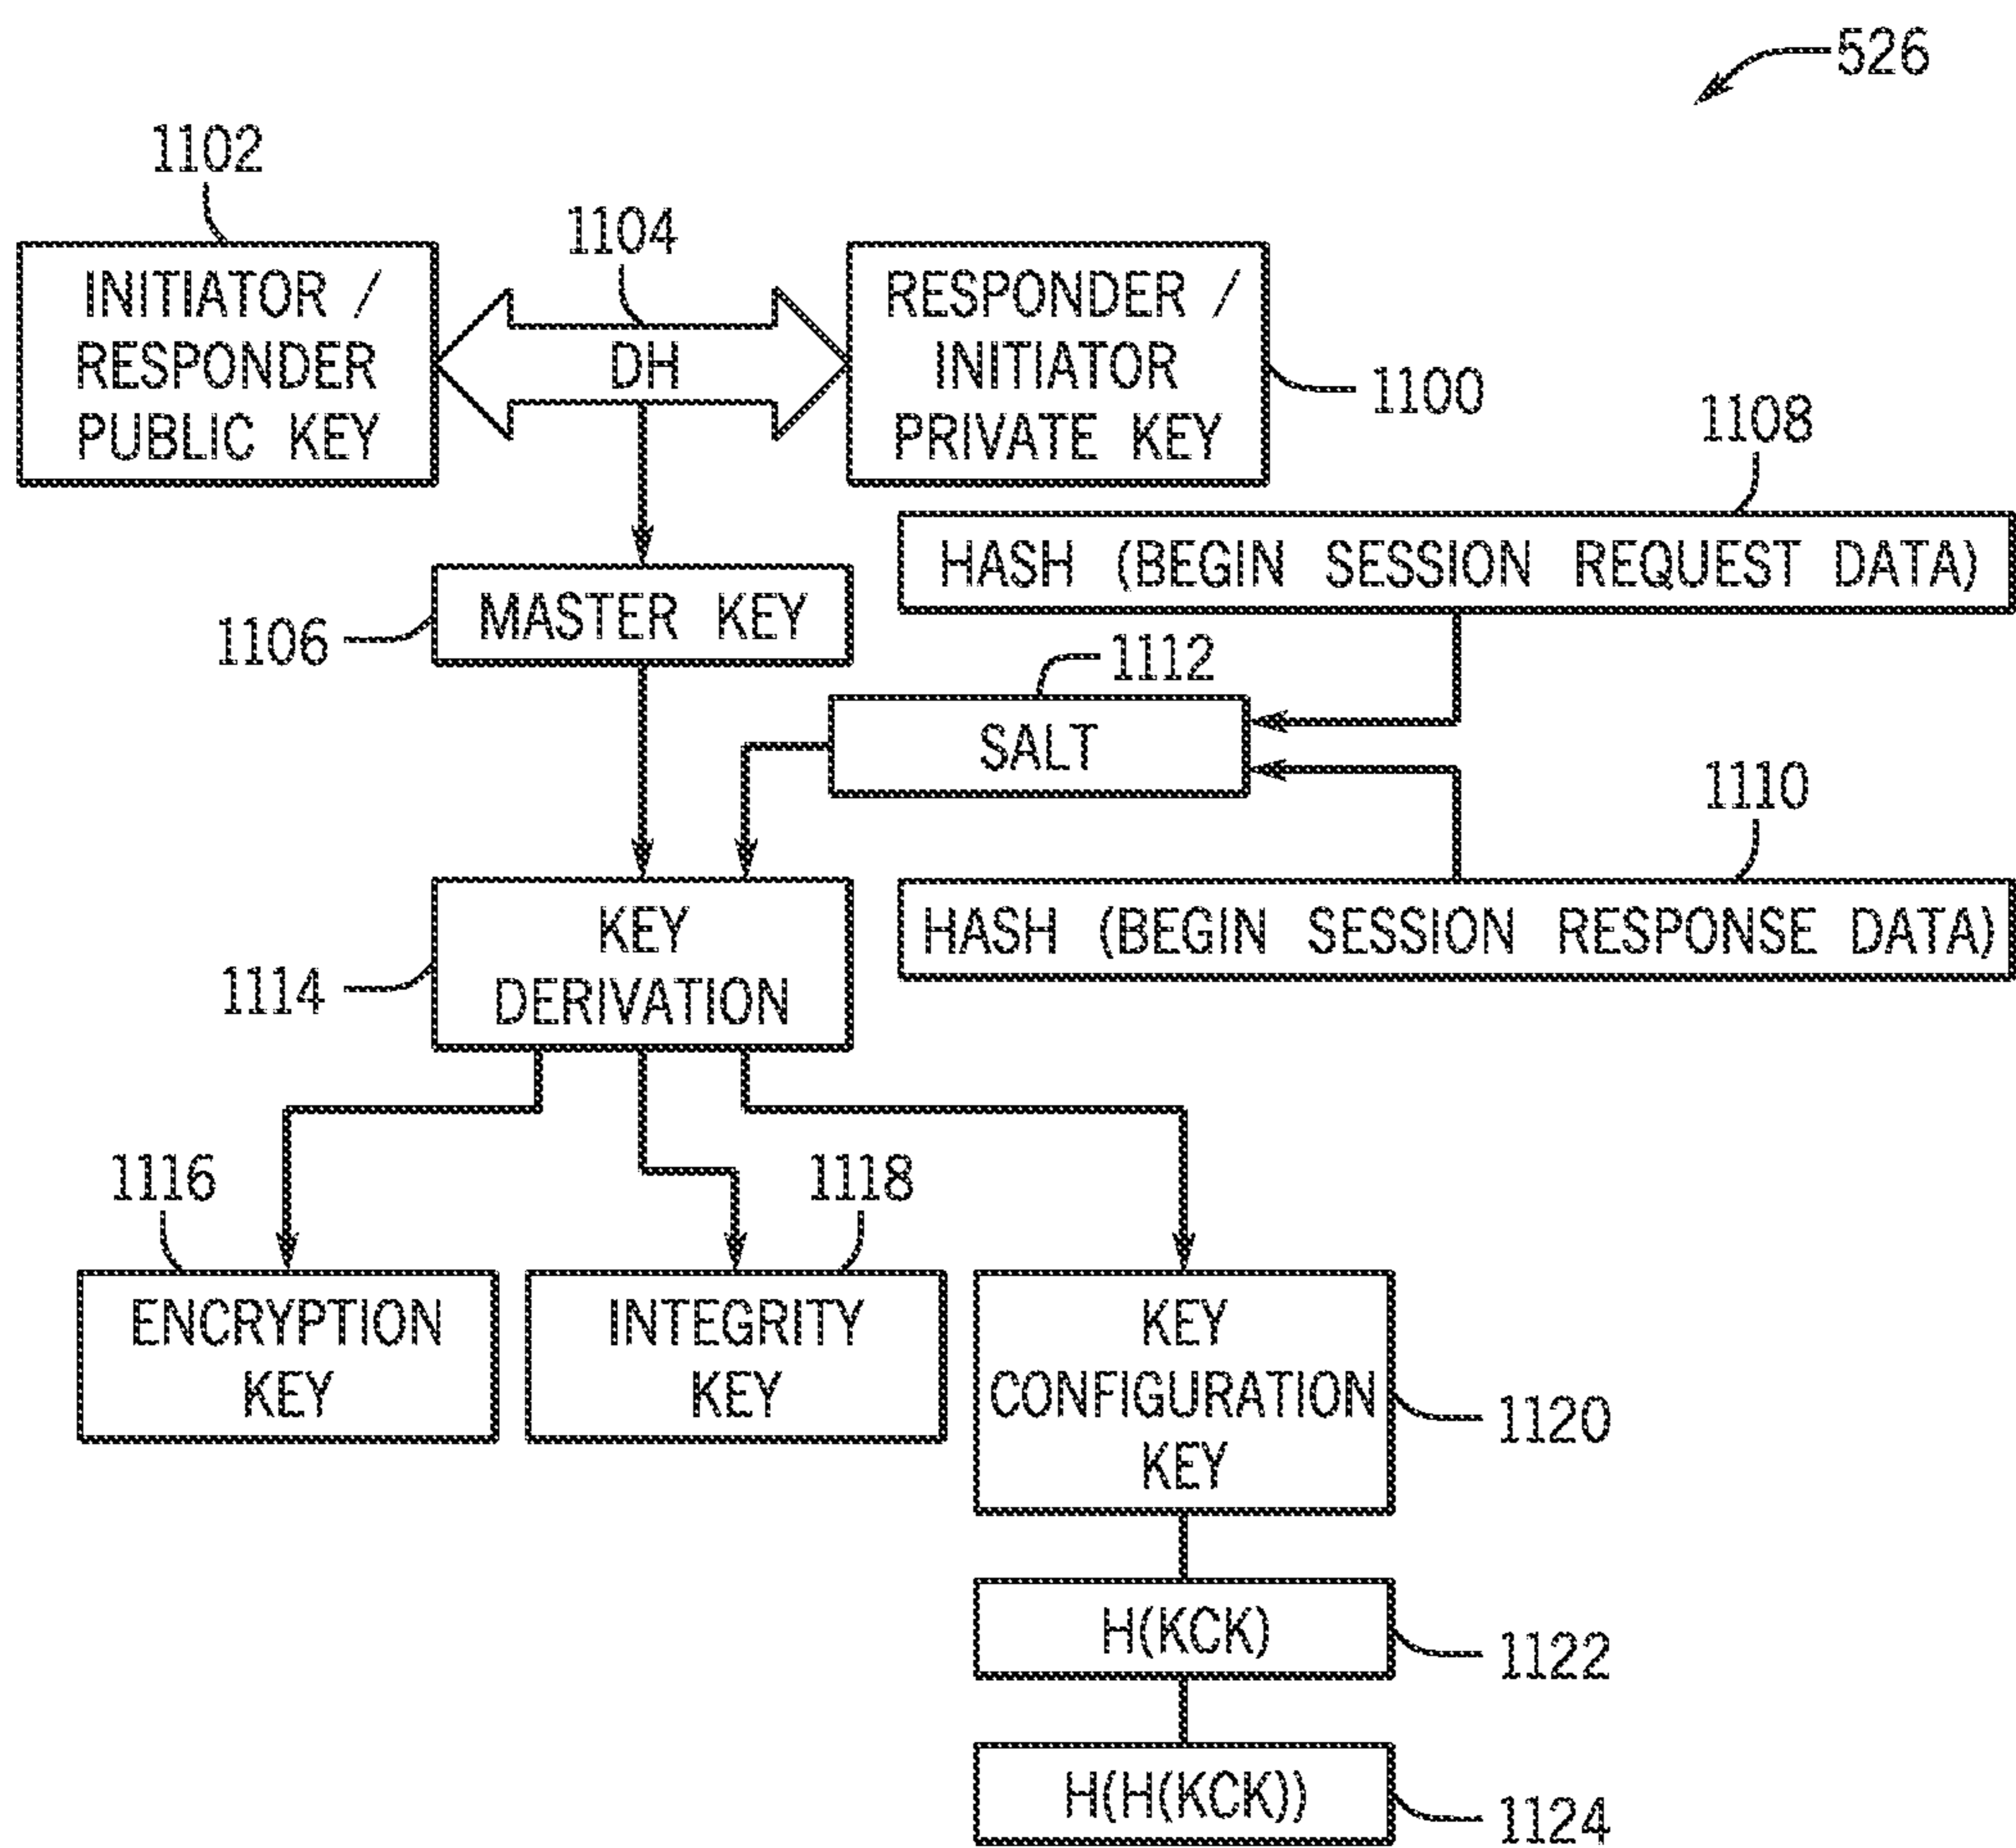 526
1102
1104
INITIATOR /
RESPONDER
PUBLIC KEY
DH
RESPONDER /
INITIATOR
PRIVATE KEY
1100
1108
HASH (BEGIN SESSION REQUEST DATA)
MASTER KEY
1106
1112
SALT
1110
HASH (BEGIN SESSION RESPONSE DATA)
KEY
DERIVATION
1114
1116
1118
ENCRYPTION
KEY
INTEGRITY
KEY
KEY
CONFIGURATION
KEY
1120
H(KCK)
1122
H(H(KCK))
1124